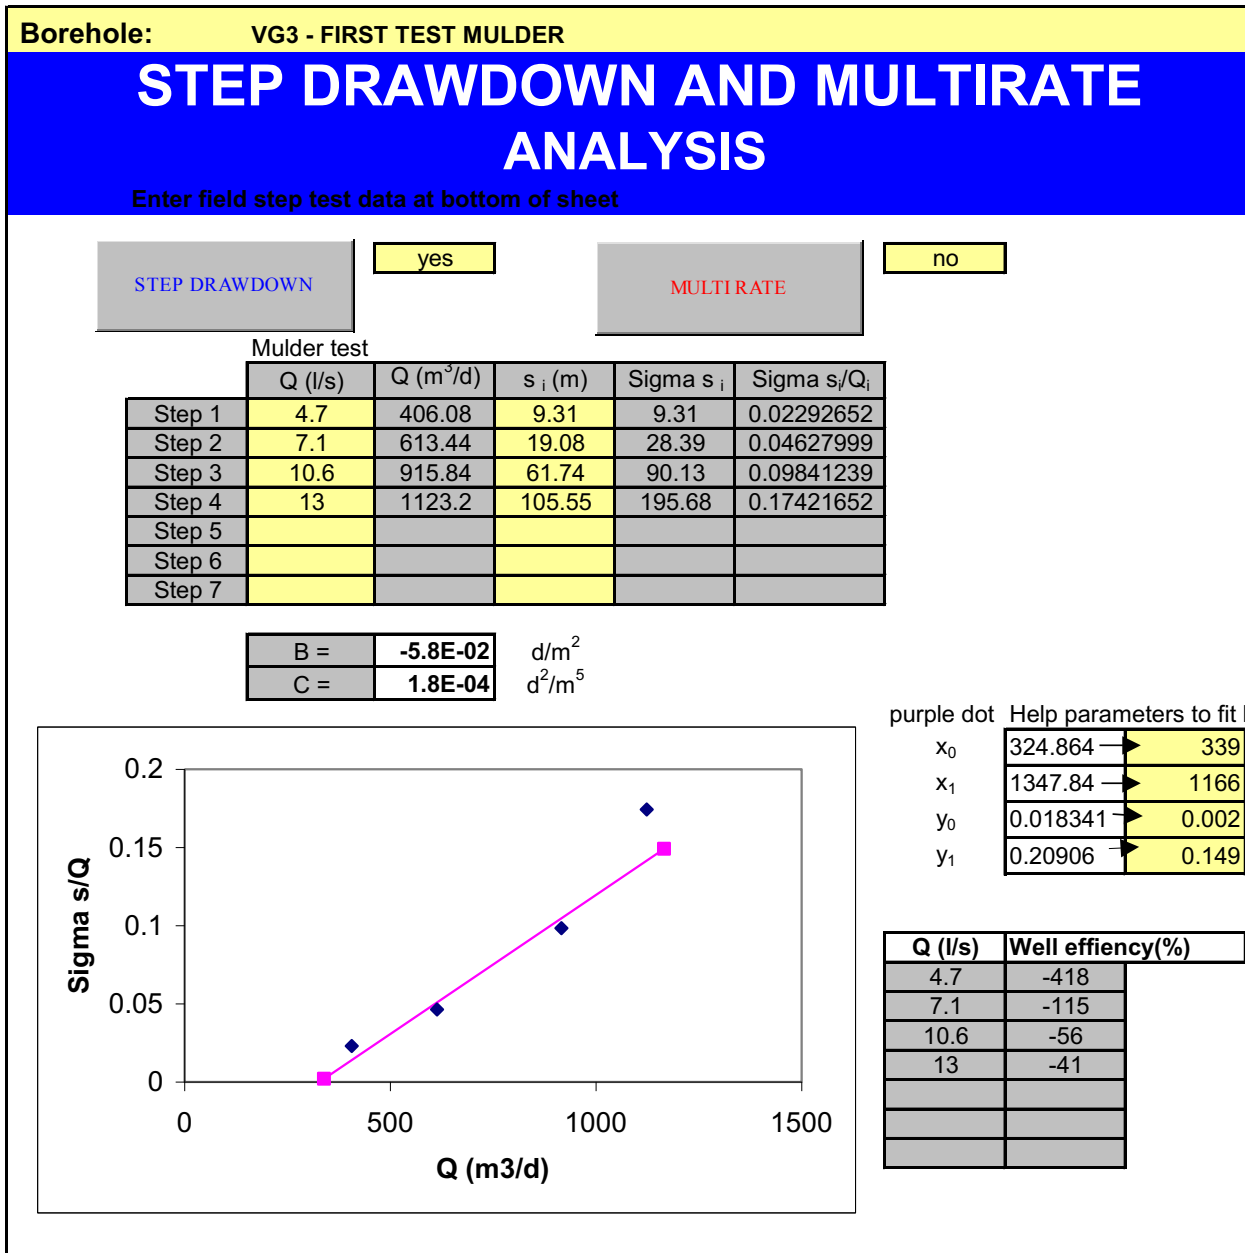 Borehole: VG3 - FIRST TEST MULDER
STEP DRAWDOWN AND MULTIRATE
ANALYSIS
Enter field step test data at bottom of sheet
STEP DRAWDOWN yes MULTI RATE no
Mulder test
Q (l/s) Q (m³/d) s i (m) Sigma s i Sigma si/Qi
Step 1 4.7 406.08 9.31 9.31 0.02292652
Step 2 7.1 613.44 19.08 28.39 0.04627999
Step 3 10.6 915.84 61.74 90.13 0.09841239
Step 4 13 1123.2 105.55 195.68 0.17421652
Step 5
Step 6
Step 7
B = -5.8E-02 d/m²
C = 1.8E-04 d²/m⁵
purple dot Help parameters to fit
x₀ 324.864 339
x₁ 1347.84 1166
y₀ 0.018341 0.002
y₁ 0.20906 0.149
Sigma s/Q
0.2
0.15
0.1
0.05
0
0 500 1000 1500
Q (m3/d)
Q (l/s) Well effiency(%)
4.7 -418
7.1 -115
10.6 -56
13 -41